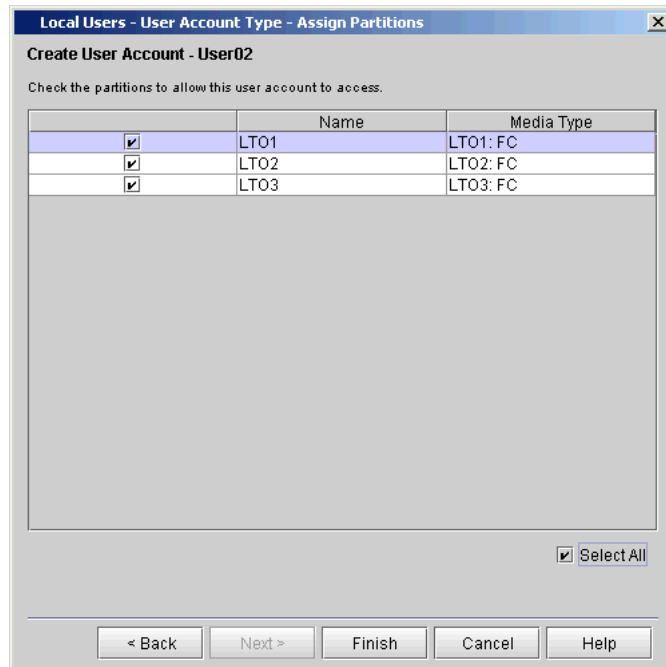 Local Users - User Account Type - Assign Partitions
Create User Account - User02
Check the partitions to allow this user account to access.
Name Media Type
LTO1 LTO1: FC
LTO2 LTO2: FC
LTO3 LTO3: FC
Select All
< Back Next > Finish Cancel Help